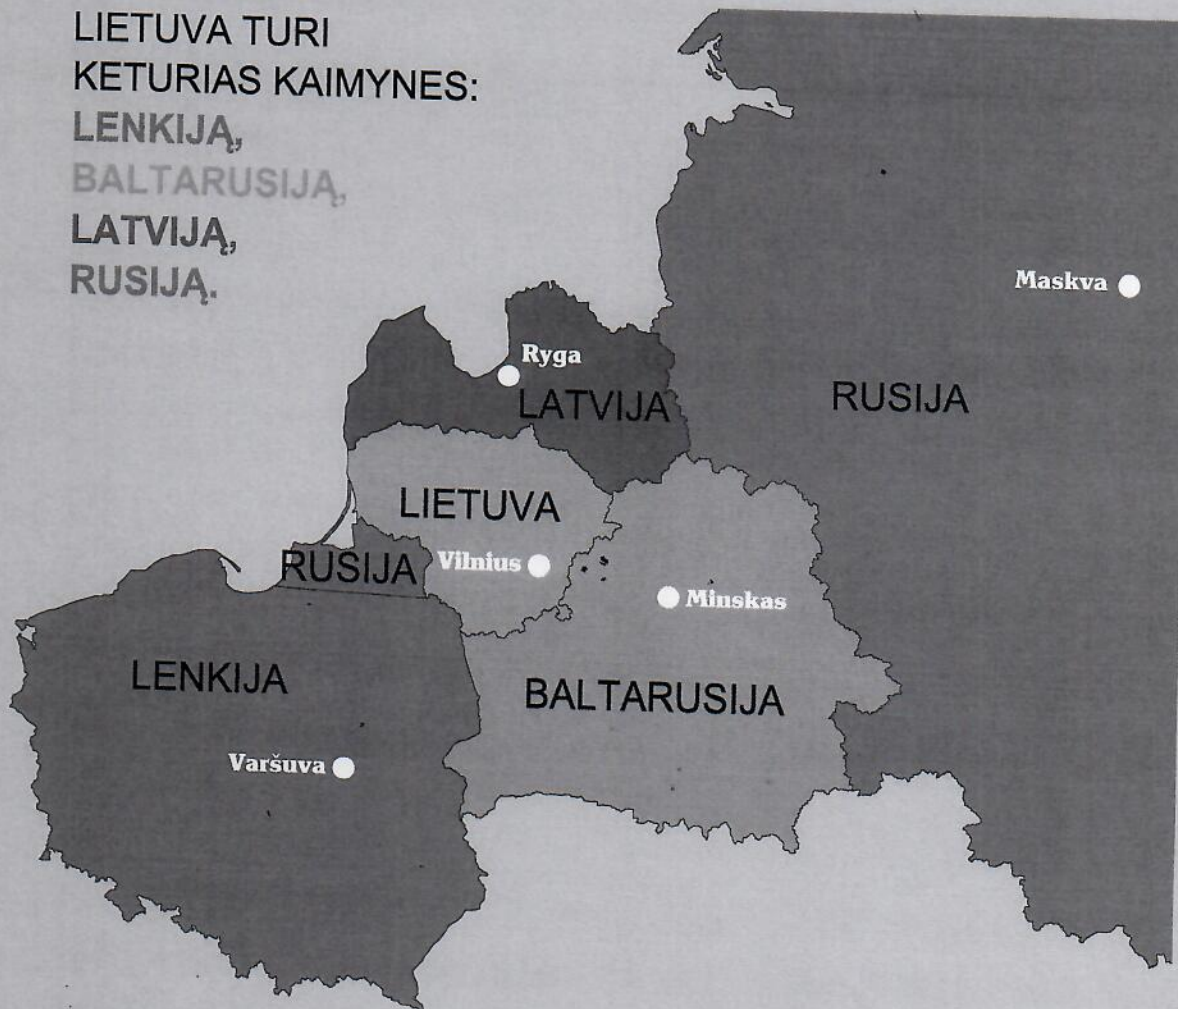 LIETUVA TURI
KETURIAS KAIMYNES:
LENKIJĄ,
BALTARUSIJĄ,
LATVIJĄ,
RUSIJĄ.
Maskva
Ryga
LATVIJA
RUSIJA
LIETUVA
RUSIJA
Vilnius
Minskas
LENKIJA
BALTARUSIJA
Varšuva